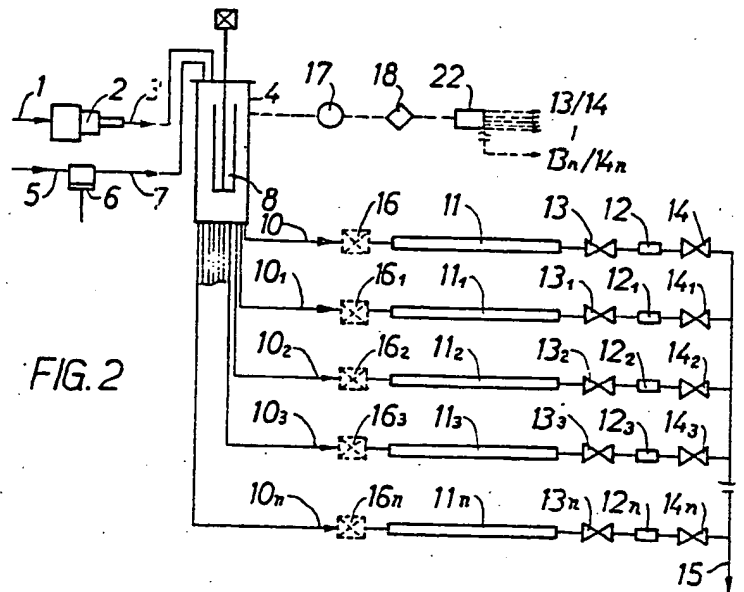 1 2 3 4 17 18 22 13/14
13n/14n
5 6 7 8
10 16 11 13 12 14
10₁ 16₁ 11₁ 13₁ 12₁ 14₁
10₂ 16₂ 11₂ 13₂ 12₂ 14₂
FIG. 2
10₃ 16₃ 11₃ 13₃ 12₃ 14₃
10n 16n 11n 13n 12n 14n
15